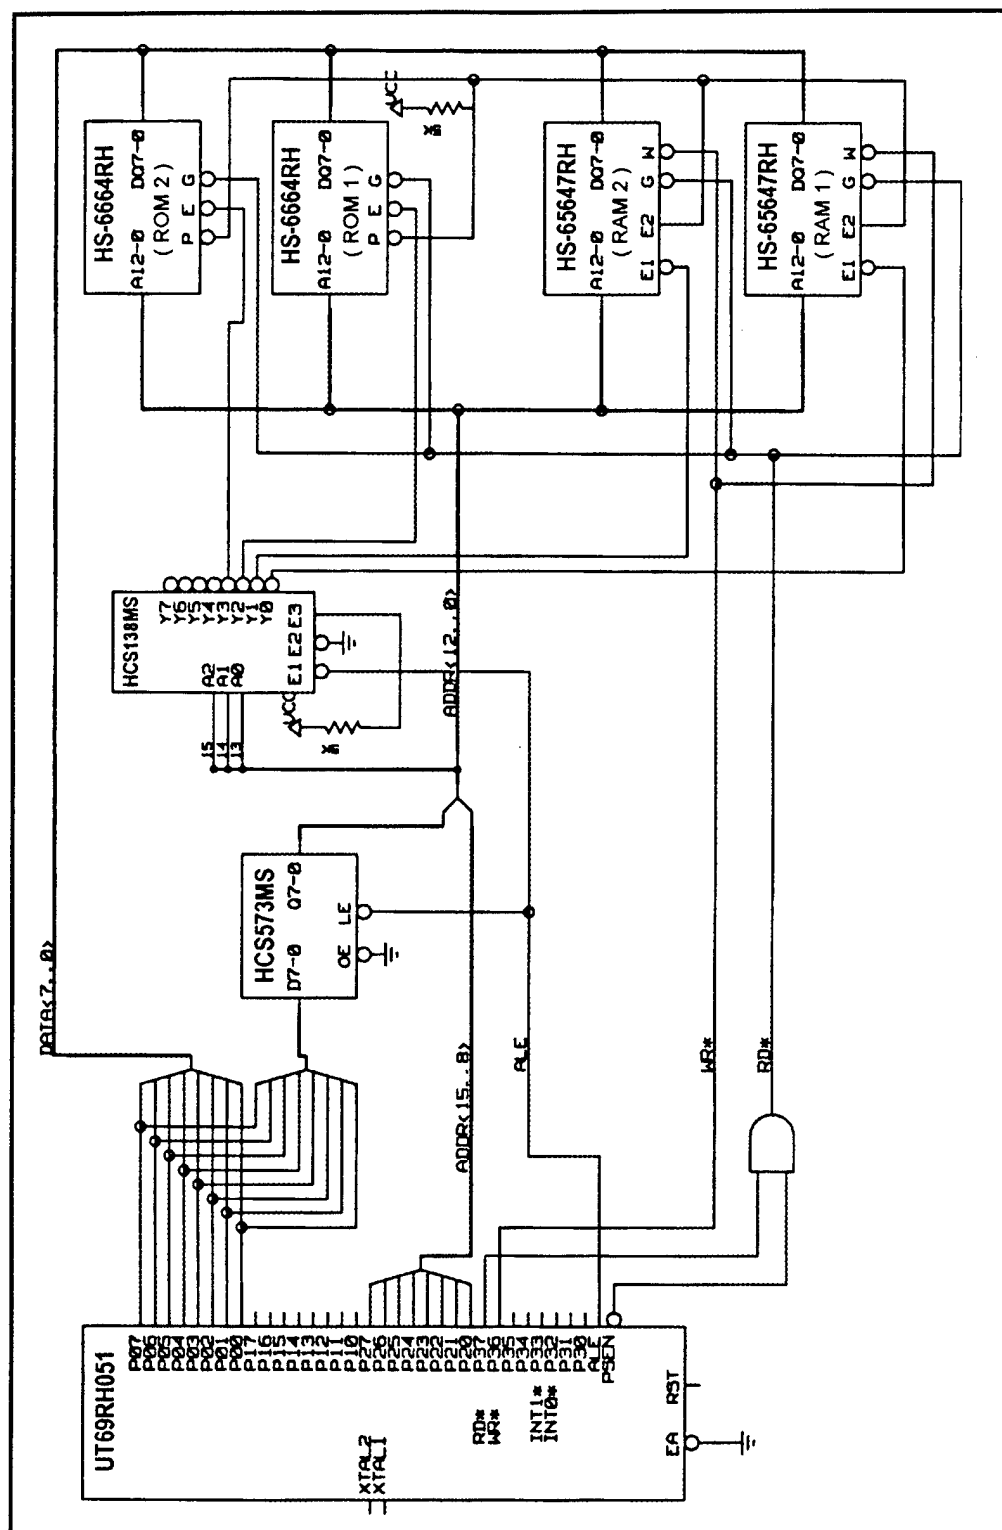 UT69RH051
XTAL2
XTAL1
P07
P06
P05
P04
P03
P02
P01
P00
P17
P16
P15
P14
P13
P12
P11
P10
P27
P26
P25
P24
P23
P22
P21
P20
P37
P36
P35
P34
P33
P32
P31
P30
ALE
PSEN
RD*
WR*
INT1*
INT0*
EA
RST
DATA<7..0>
ADDR<15..8>
ALE
WR*
RD*
HCS573MS
D7-0 Q7-0
OE LE
15
14
13
VCC
HCS138MS
A2
A1
A0
Y7
Y6
Y5
Y4
Y3
Y2
Y1
Y0
E1 E2 E3
ADDR<12..0>
HS-6664RH
(ROM 2)
A12-0 DQ7-0
P E G
HS-6664RH
(ROM 1)
A12-0 DQ7-0
P E G
VCC
HS-65647RH
(RAM 2)
A12-0 DQ7-0
E1 E2 G W
HS-65647RH
(RAM 1)
A12-0 DQ7-0
E1 E2 G W